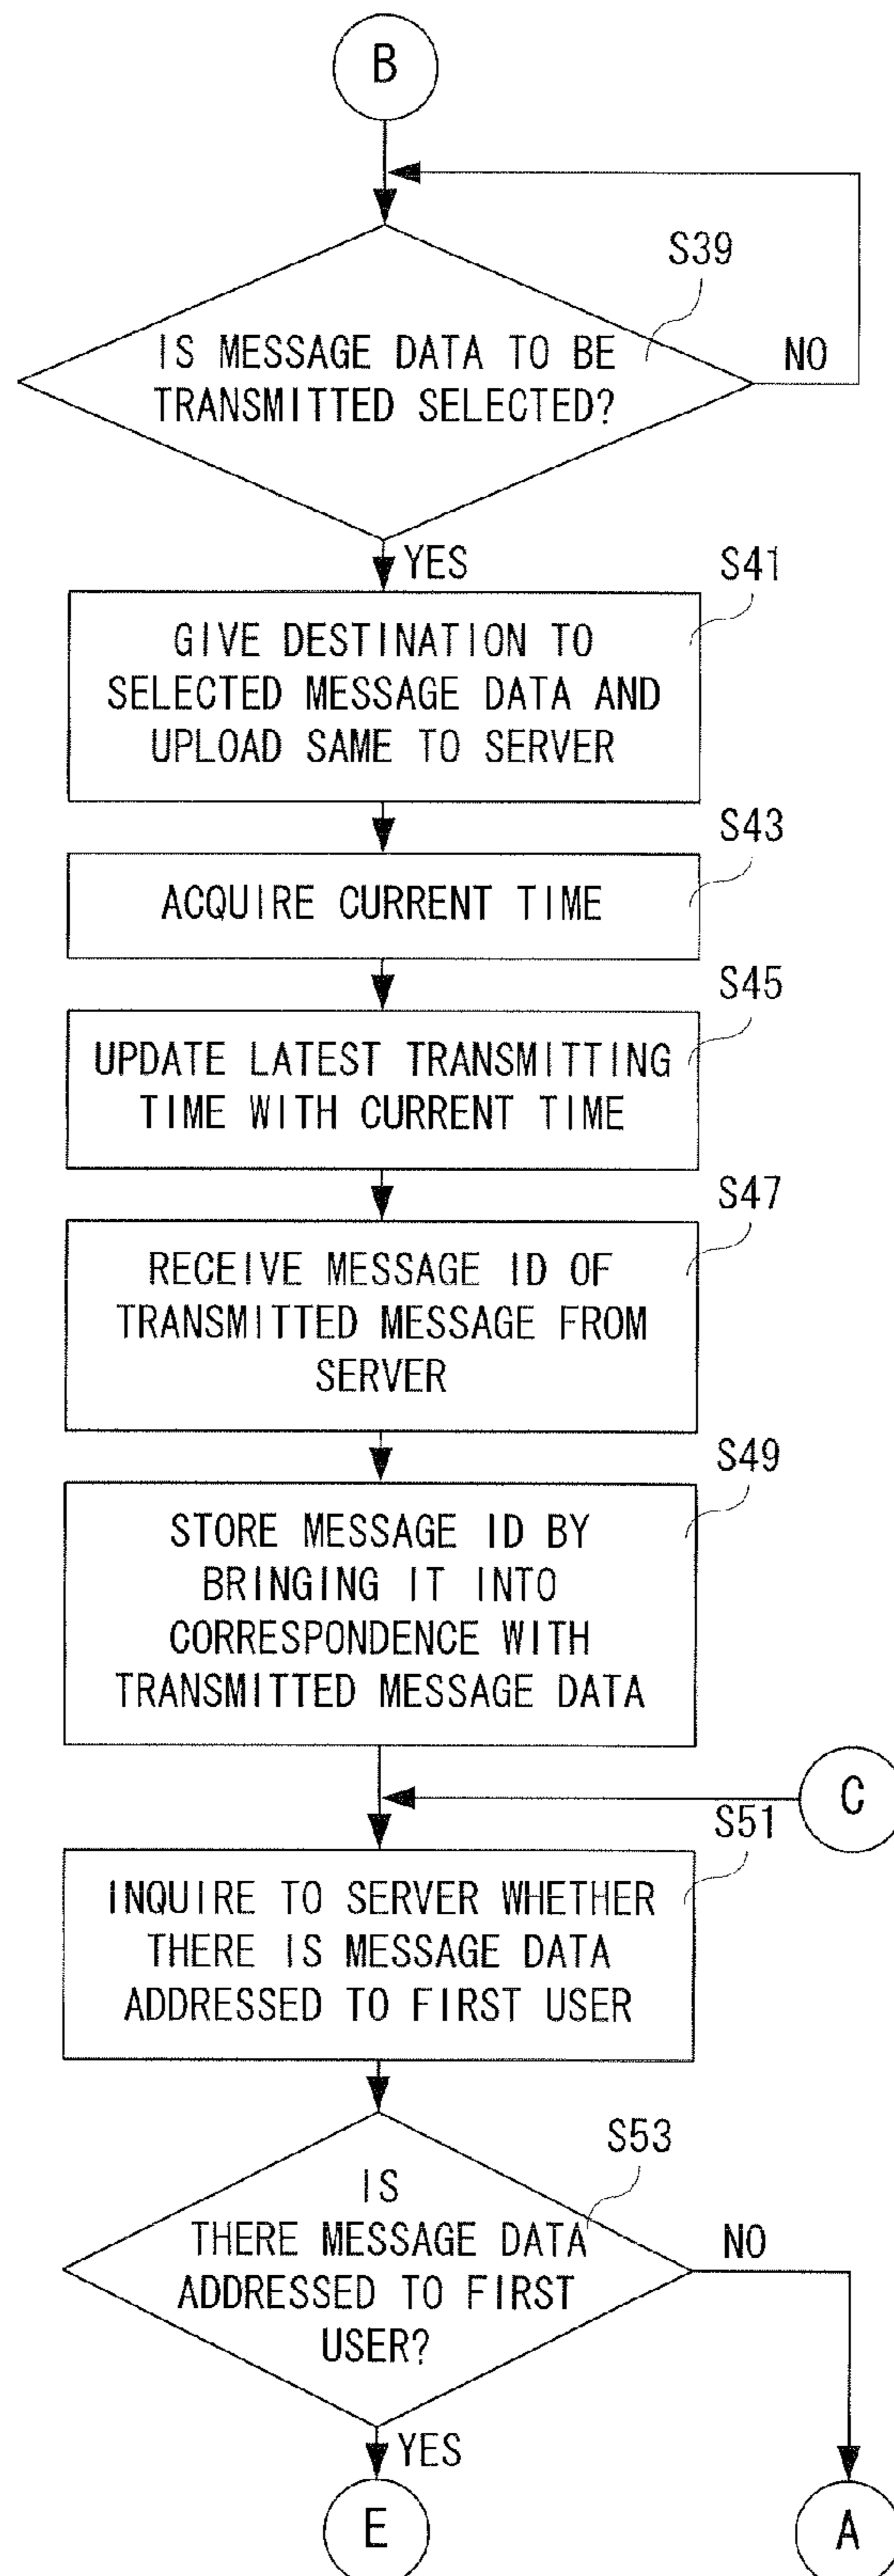 B
S39
IS MESSAGE DATA TO BE
TRANSMITTED SELECTED?
NO
YES
S41
GIVE DESTINATION TO
SELECTED MESSAGE DATA AND
UPLOAD SAME TO SERVER
S43
ACQUIRE CURRENT TIME
S45
UPDATE LATEST TRANSMITTING
TIME WITH CURRENT TIME
S47
RECEIVE MESSAGE ID OF
TRANSMITTED MESSAGE FROM
SERVER
S49
STORE MESSAGE ID BY
BRINGING IT INTO
CORRESPONDENCE WITH
TRANSMITTED MESSAGE DATA
C
S51
INQUIRE TO SERVER WHETHER
THERE IS MESSAGE DATA
ADDRESSED TO FIRST USER
S53
IS
THERE MESSAGE DATA
ADDRESSED TO FIRST
USER?
NO
YES
E
A